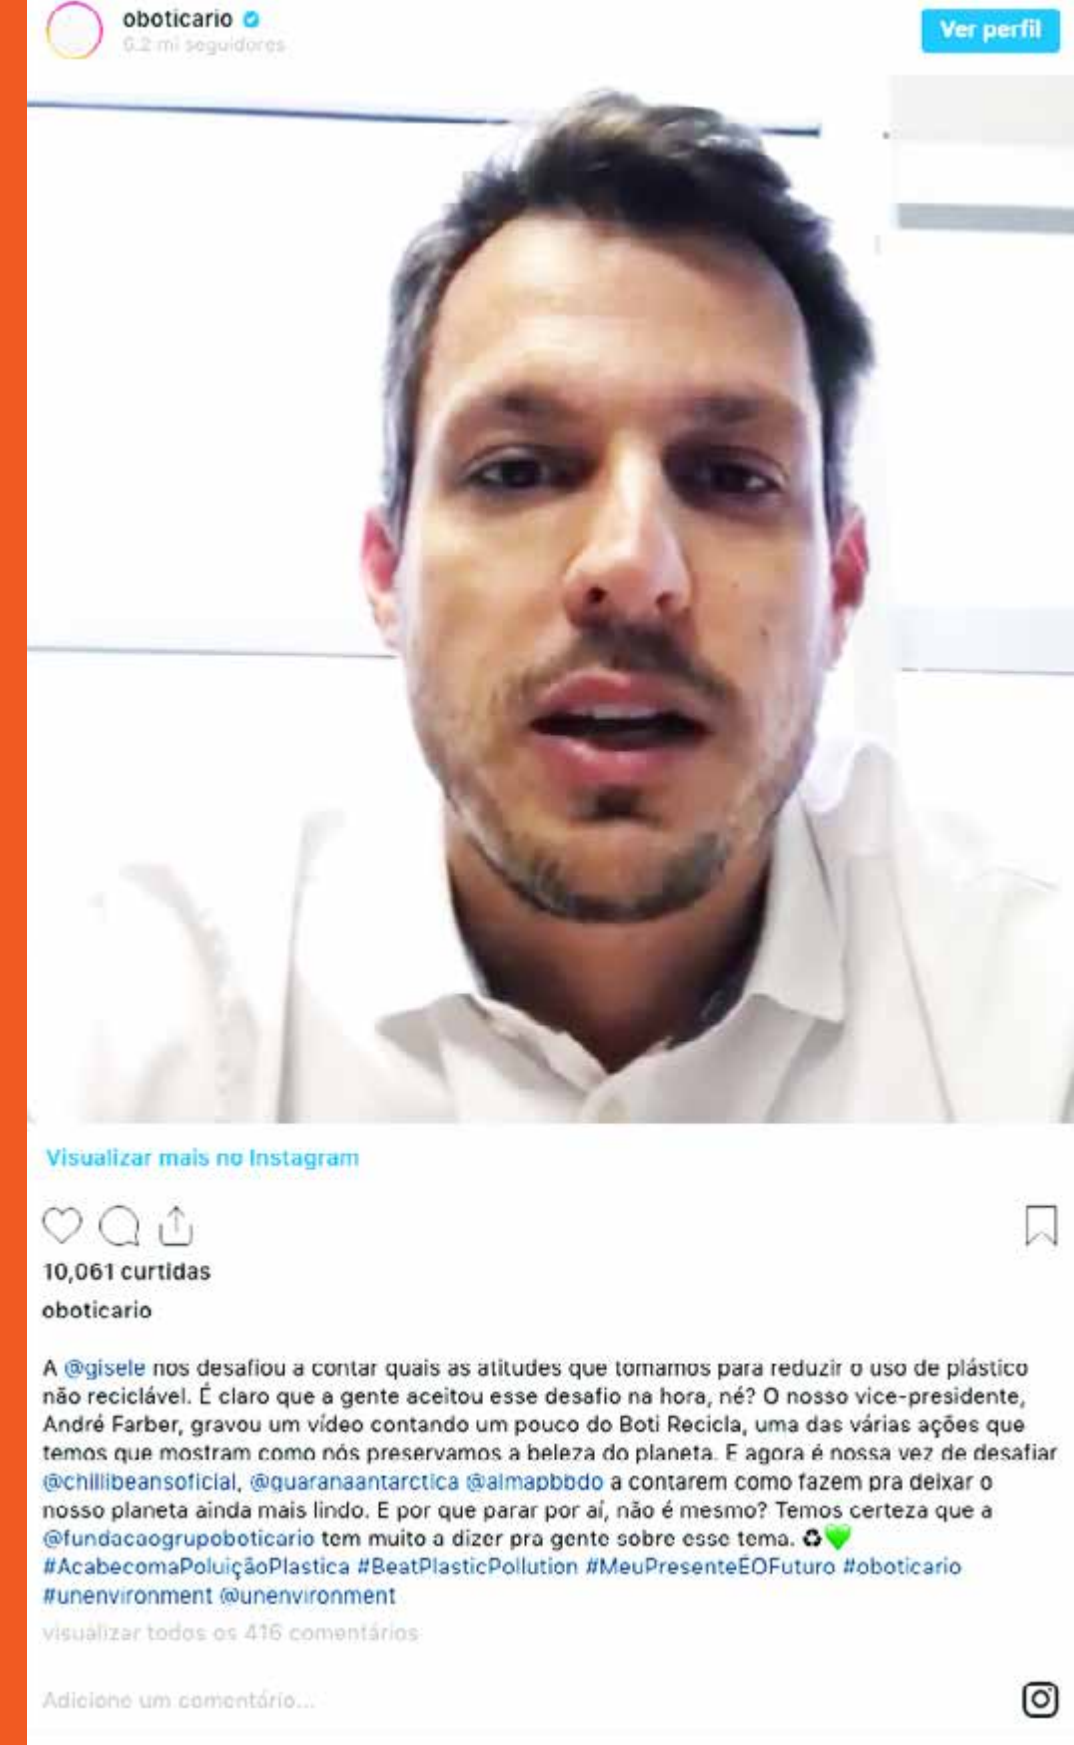 oboticario
6.2 mi seguidores
Ver perfil
Visualizar mais no Instagram
10,061 curtidas
oboticario
A @gisele nos desafiou a contar quais as atitudes que tomamos para reduzir o uso de plástico
não reciclável. É claro que a gente aceitou esse desafio na hora, né? O nosso vice-presidente,
André Farber, gravou um vídeo contando um pouco do Boti Recicla, uma das várias ações que
temos que mostram como nós preservamos a beleza do planeta. E agora é nossa vez de desafiar
@chillibeansoficial, @guaranaantarctica @almapbbdo a contarem como fazem pra deixar o
nosso planeta ainda mais lindo. E por que parar por aí, não é mesmo? Temos certeza que a
@fundacaogrupoboticario tem muito a dizer pra gente sobre esse tema. ♻💚
#AcabecomaPoluiçãoPlastica #BeatPlasticPollution #MeuPresenteÉOFuturo #oboticario
#unenvironment @unenvironment
visualizar todos os 416 comentários
Adicione um comentário...